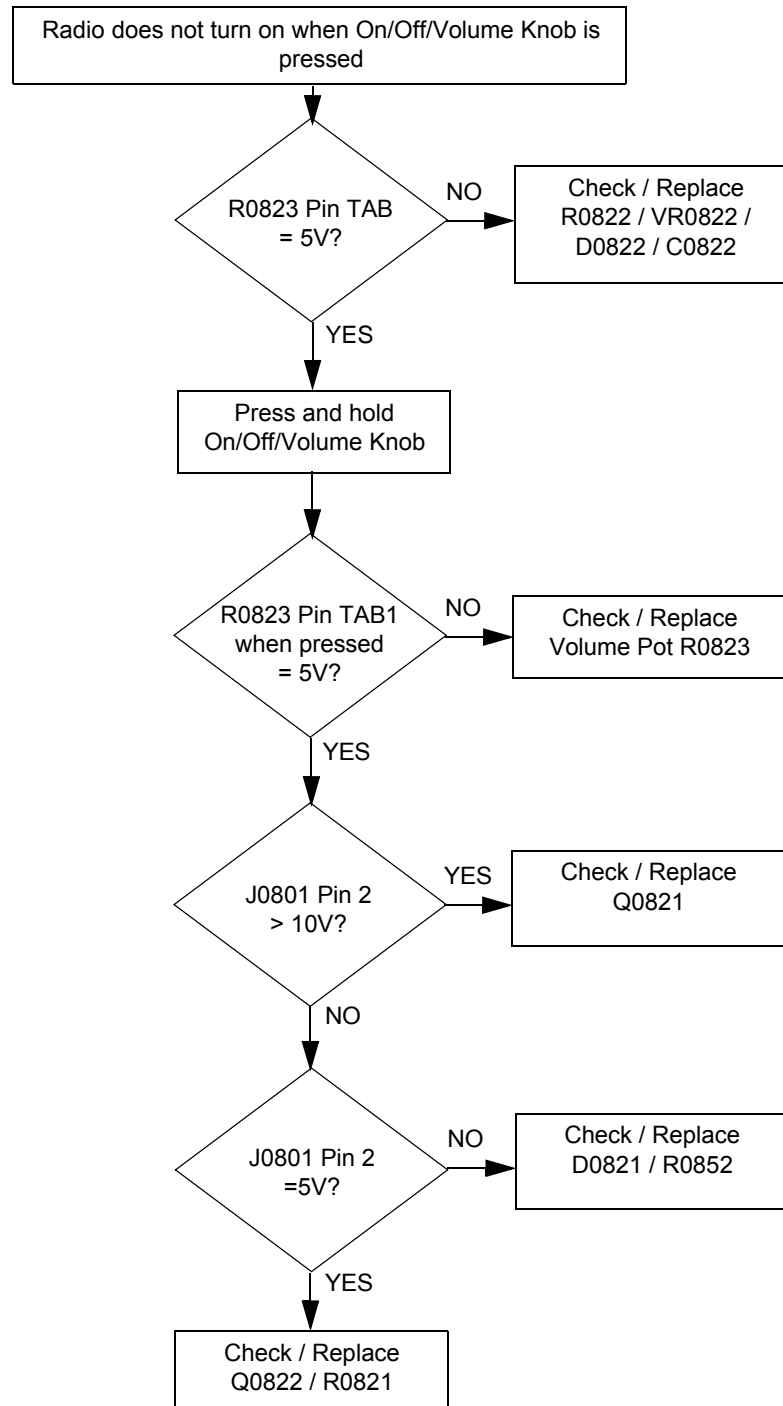 Radio does not turn on when On/Off/Volume Knob is
pressed
R0823 Pin TAB
= 5V?
NO
Check / Replace
R0822 / VR0822 /
D0822 / C0822
YES
Press and hold
On/Off/Volume Knob
R0823 Pin TAB1
when pressed
= 5V?
NO
Check / Replace
Volume Pot R0823
YES
J0801 Pin 2
> 10V?
YES
Check / Replace
Q0821
NO
J0801 Pin 2
=5V?
NO
Check / Replace
D0821 / R0852
YES
Check / Replace
Q0822 / R0821